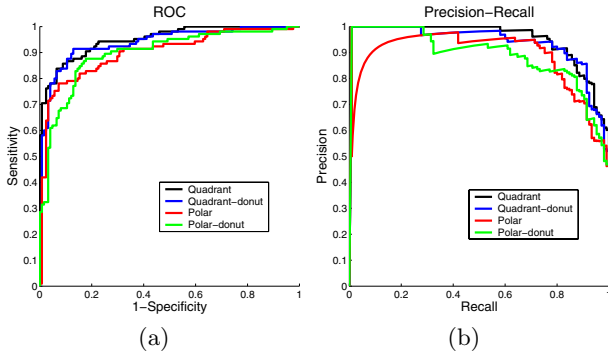 ROC
Precision−Recall
1
0.9
0.8
0.7
0.6
0.5
0.4
0.3
0.2
0.1
0
Sensitivity
0 0.2 0.4 0.6 0.8 1
1−Specificity
Quadrant
Quadrant−donut
Polar
Polar−donut
1
0.9
0.8
0.7
0.6
0.5
0.4
0.3
0.2
0.1
0
Precision
0 0.2 0.4 0.6 0.8 1
Recall
Quadrant
Quadrant−donut
Polar
Polar−donut
(a)
(b)